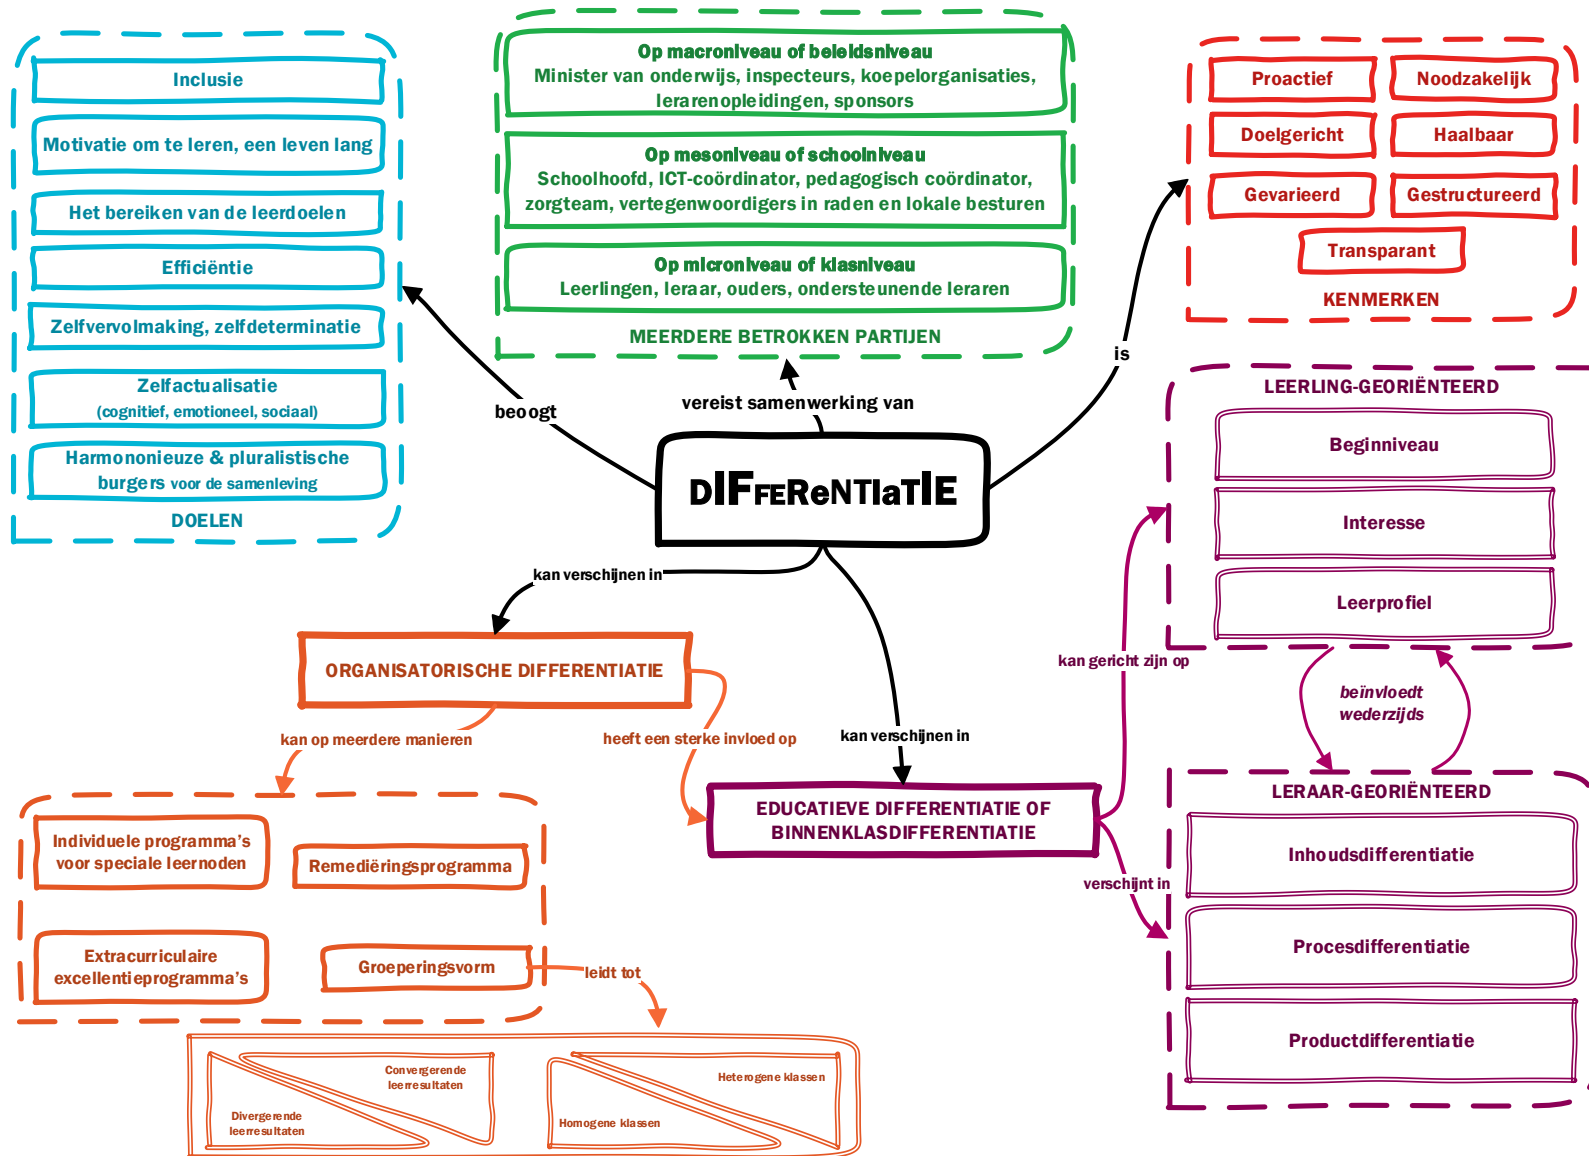 Inclusie
Motivatie om te leren, een leven lang
Het bereiken van de leerdoelen
Efficiëntie
Zelfvervolmaking, zelfdeterminatie
Zelfactualisatie
(cognitief, emotioneel, sociaal)
Harmononieuze & pluralistische
burgers voor de samenleving
DOELEN
Op macroniveau of beleidsniveau
Minister van onderwijs, inspecteurs, koepelorganisaties,
lerarenopleidingen, sponsors
Op mesoniveau of schoolniveau
Schoolhoofd, ICT-coördinator, pedagogisch coördinator,
zorgteam, vertegenwoordigers in raden en lokale besturen
Op microniveau of klasniveau
Leerlingen, leraar, ouders, ondersteunende leraren
MEERDERE BETROKKEN PARTIJEN
Proactief
Noodzakelijk
Doelgericht
Haalbaar
Gevarieerd
Gestructureerd
Transparant
KENMERKEN
beoogt
vereist samenwerking van
is
DIFFEReNTIaTIE
kan verschijnen in
kan verschijnen in
ORGANISATORISCHE DIFFERENTIATIE
kan op meerdere manieren
heeft een sterke invloed op
EDUCATIEVE DIFFERENTIATIE OF
BINNENKLASDIFFERENTIATIE
kan gericht zijn op
verschijnt in
LEERLING-GEORIËNTEERD
Beginniveau
Interesse
Leerprofiel
beïnvloedt
wederzijds
LERAAR-GEORIËNTEERD
Inhoudsdifferentiatie
Procesdifferentiatie
Productdifferentiatie
Individuele programma's
voor speciale leernoden
Remediëringsprogramma
Extracurriculaire
excellentieprogramma's
Groeperingsvorm
leidt tot
Convergerende
leerresultaten
Divergerende
leerresultaten
Heterogene klassen
Homogene klassen